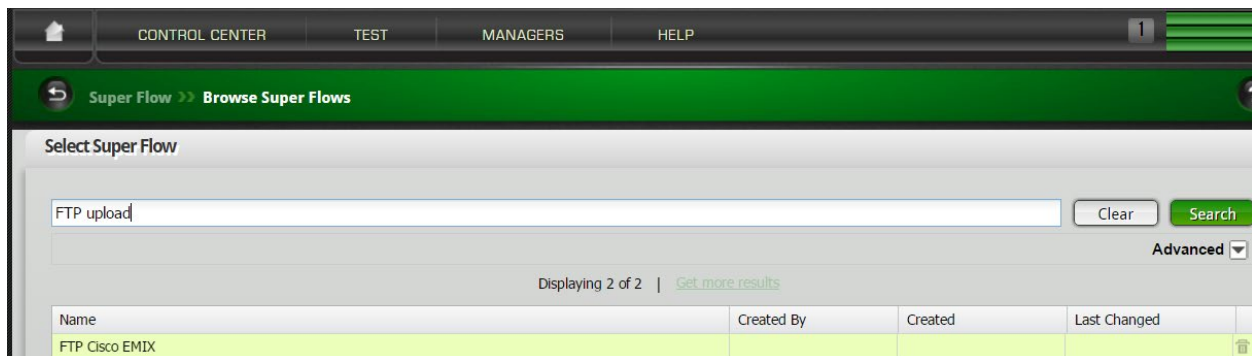 CONTROL CENTER TEST MANAGERS HELP 1
Super Flow >> Browse Super Flows
Select Super Flow
FTP upload Clear Search
Advanced
Displaying 2 of 2 | Get more results
Name Created By Created Last Changed
FTP Cisco EMIX